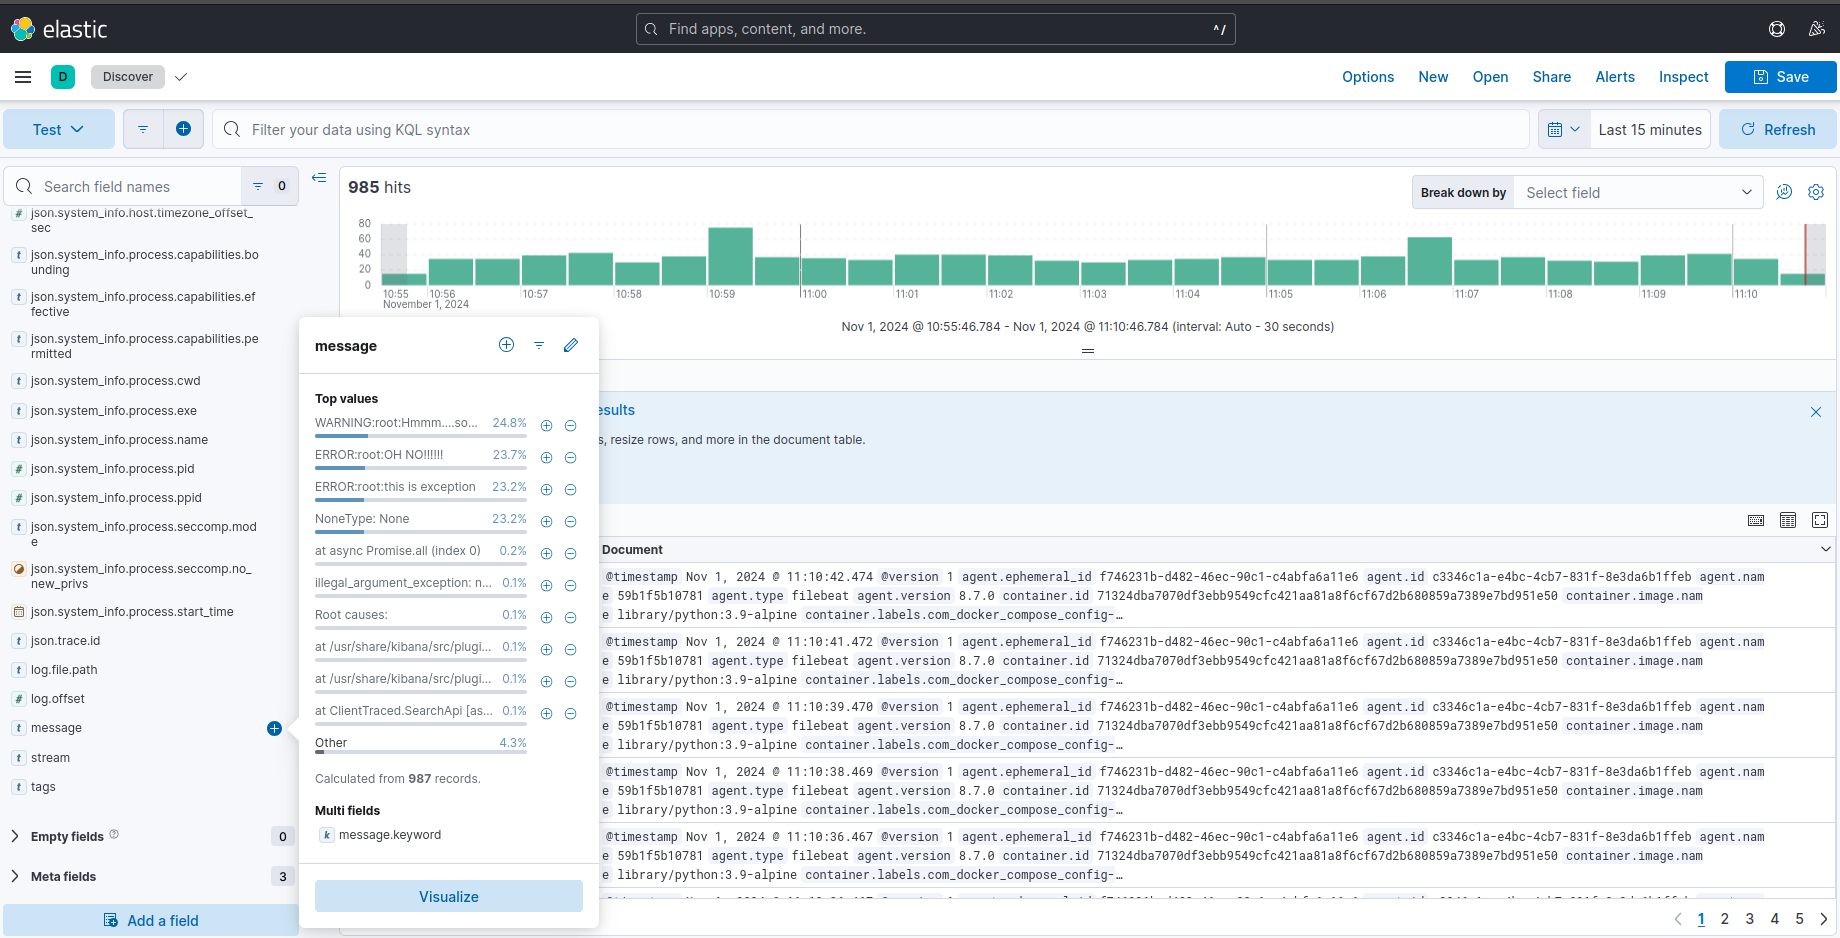 elastic
Find apps, content, and more.
^/
D
Discover
Options
New
Open
Share
Alerts
Inspect
Save
Test
Filter your data using KQL syntax
Last 15 minutes
Refresh
Search field names
0
json.system_info.host.timezone_offset_
sec
json.system_info.process.capabilities.bo
unding
json.system_info.process.capabilities.ef
fective
json.system_info.process.capabilities.pe
rmitted
json.system_info.process.cwd
json.system_info.process.exe
json.system_info.process.name
json.system_info.process.pid
json.system_info.process.ppid
json.system_info.process.seccomp.mod
e
json.system_info.process.seccomp.no_
new_privs
json.system_info.process.start_time
json.trace.id
log.file.path
log.offset
message
stream
tags
Empty fields
0
Meta fields
3
Add a field
message
Top values
WARNING:root:Hmmm....so... 24.8%
ERROR:root:OH NO!!!!!! 23.7%
ERROR:root:this is exception 23.2%
NoneType: None 23.2%
at async Promise.all (index 0) 0.2%
illegal_argument_exception: n... 0.1%
Root causes: 0.1%
at /usr/share/kibana/src/plugi... 0.1%
at /usr/share/kibana/src/plugi... 0.1%
at ClientTraced.SearchApi [as... 0.1%
Other 4.3%
Calculated from 987 records.
Multi fields
k message.keyword
Visualize
985 hits
Break down by
Select field
80
60
40
20
0
10:55 10:56 10:57 10:58 10:59 11:00 11:01 11:02 11:03 11:04 11:05 11:06 11:07 11:08 11:09 11:10
November 1, 2024
Nov 1, 2024 @ 10:55:46.784 - Nov 1, 2024 @ 11:10:46.784 (interval: Auto - 30 seconds)
esults
s, resize rows, and more in the document table.
Document
@timestamp Nov 1, 2024 @ 11:10:42.474 @version 1 agent.ephemeral_id f746231b-d482-46ec-90c1-c4abfa6a11e6 agent.id c3346c1a-e4bc-4cb7-831f-8e3da6b1ffeb agent.nam
e 59b1f5b10781 agent.type filebeat agent.version 8.7.0 container.id 71324dba7070df3ebb9549cfc421aa81a8f6cf67d2b680859a7389e7bd951e50 container.image.nam
e library/python:3.9-alpine container.labels.com_docker_compose_config-…
@timestamp Nov 1, 2024 @ 11:10:41.472 @version 1 agent.ephemeral_id f746231b-d482-46ec-90c1-c4abfa6a11e6 agent.id c3346c1a-e4bc-4cb7-831f-8e3da6b1ffeb agent.nam
e 59b1f5b10781 agent.type filebeat agent.version 8.7.0 container.id 71324dba7070df3ebb9549cfc421aa81a8f6cf67d2b680859a7389e7bd951e50 container.image.nam
e library/python:3.9-alpine container.labels.com_docker_compose_config-…
@timestamp Nov 1, 2024 @ 11:10:39.470 @version 1 agent.ephemeral_id f746231b-d482-46ec-90c1-c4abfa6a11e6 agent.id c3346c1a-e4bc-4cb7-831f-8e3da6b1ffeb agent.nam
e 59b1f5b10781 agent.type filebeat agent.version 8.7.0 container.id 71324dba7070df3ebb9549cfc421aa81a8f6cf67d2b680859a7389e7bd951e50 container.image.nam
e library/python:3.9-alpine container.labels.com_docker_compose_config-…
@timestamp Nov 1, 2024 @ 11:10:38.469 @version 1 agent.ephemeral_id f746231b-d482-46ec-90c1-c4abfa6a11e6 agent.id c3346c1a-e4bc-4cb7-831f-8e3da6b1ffeb agent.nam
e 59b1f5b10781 agent.type filebeat agent.version 8.7.0 container.id 71324dba7070df3ebb9549cfc421aa81a8f6cf67d2b680859a7389e7bd951e50 container.image.nam
e library/python:3.9-alpine container.labels.com_docker_compose_config-…
@timestamp Nov 1, 2024 @ 11:10:36.467 @version 1 agent.ephemeral_id f746231b-d482-46ec-90c1-c4abfa6a11e6 agent.id c3346c1a-e4bc-4cb7-831f-8e3da6b1ffeb agent.nam
e 59b1f5b10781 agent.type filebeat agent.version 8.7.0 container.id 71324dba7070df3ebb9549cfc421aa81a8f6cf67d2b680859a7389e7bd951e50 container.image.nam
e library/python:3.9-alpine container.labels.com_docker_compose_config-…
1 2 3 4 5